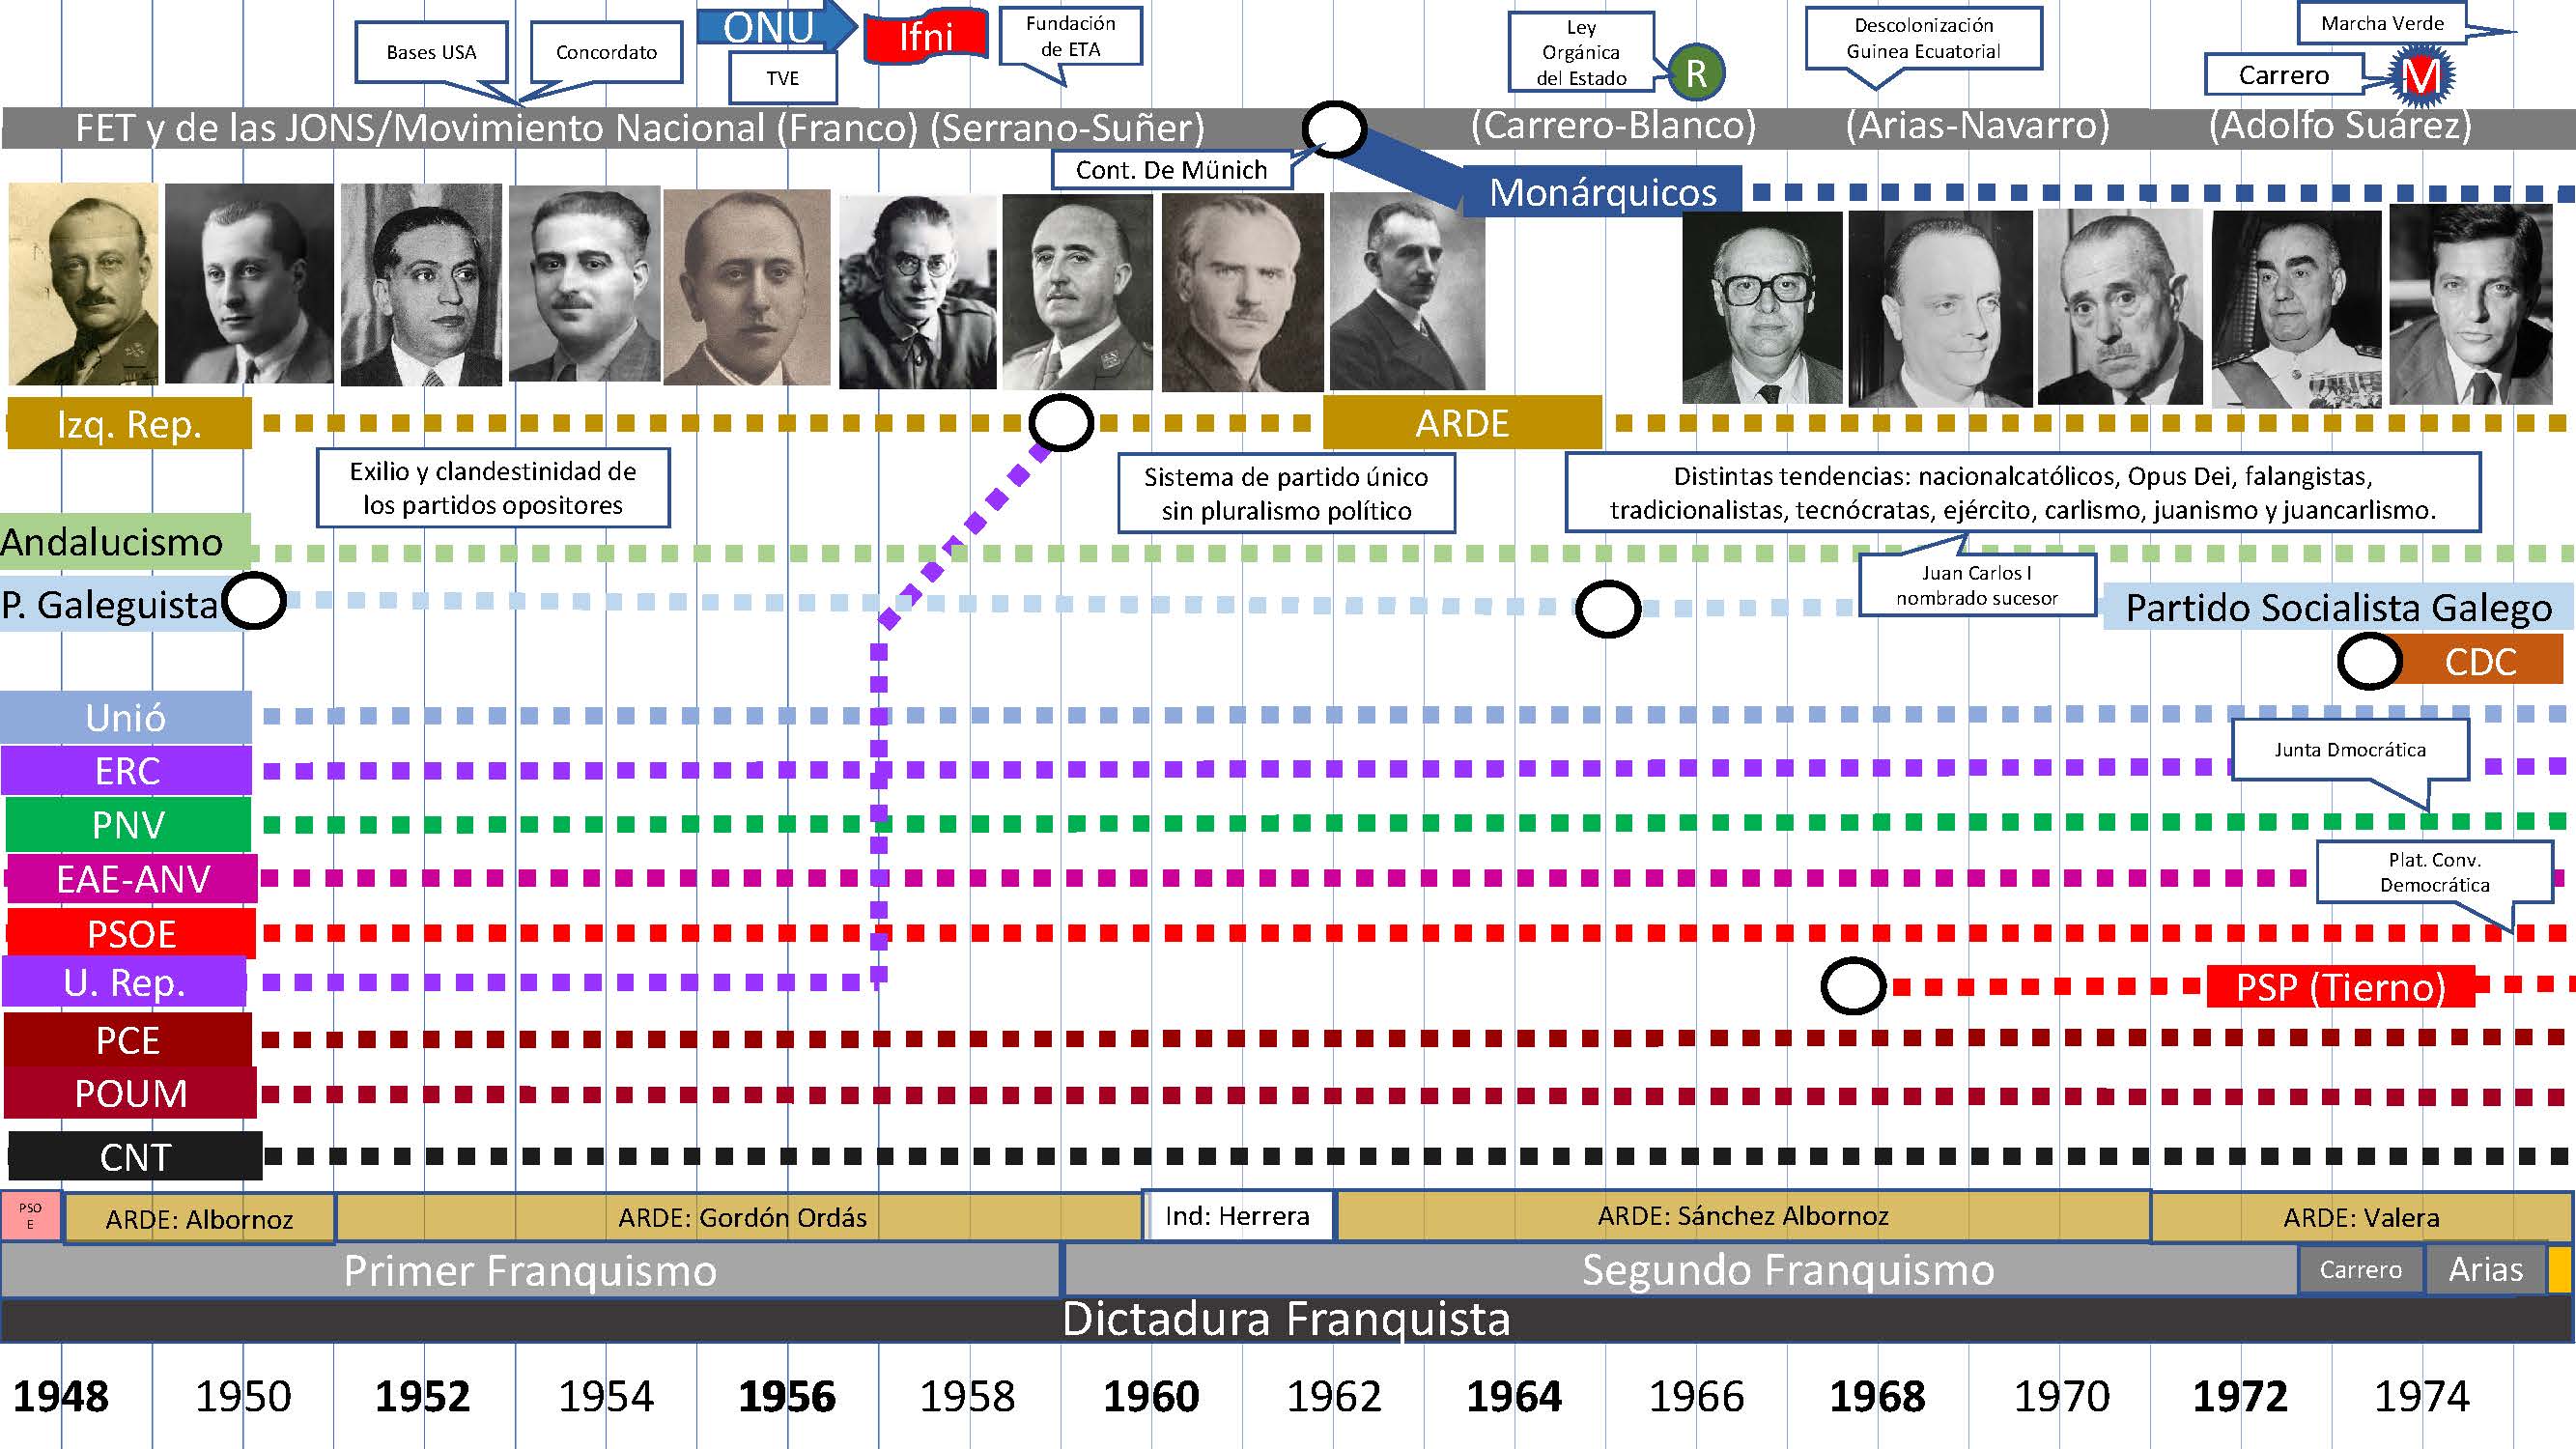 Bases USA
Concordato
ONU
TVE
Ifni
Fundación
de ETA
Ley
Orgánica
del Estado
R
Descolonización
Guinea Ecuatorial
Marcha Verde
Carrero
M
FET y de las JONS/Movimiento Nacional (Franco) (Serrano-Suñer)
(Carrero-Blanco)
(Arias-Navarro)
(Adolfo Suárez)
Cont. De Münich
Monárquicos
Izq. Rep.
ARDE
Exilio y clandestinidad de
los partidos opositores
Sistema de partido único
sin pluralismo político
Distintas tendencias: nacionalcatólicos, Opus Dei, falangistas,
tradicionalistas, tecnócratas, ejército, carlismo, juanismo y juancarlismo.
Andalucismo
Juan Carlos I
nombrado sucesor
P. Galeguista
Partido Socialista Galego
CDC
Unió
Junta Dmocrática
ERC
PNV
Plat. Conv.
Democrática
EAE-ANV
PSOE
U. Rep.
PSP (Tierno)
PCE
POUM
CNT
PSO
E
ARDE: Albornoz
ARDE: Gordón Ordás
Ind: Herrera
ARDE: Sánchez Albornoz
ARDE: Valera
Primer Franquismo
Segundo Franquismo
Carrero
Arias
Dictadura Franquista
1948 1950 1952 1954 1956 1958 1960 1962 1964 1966 1968 1970 1972 1974